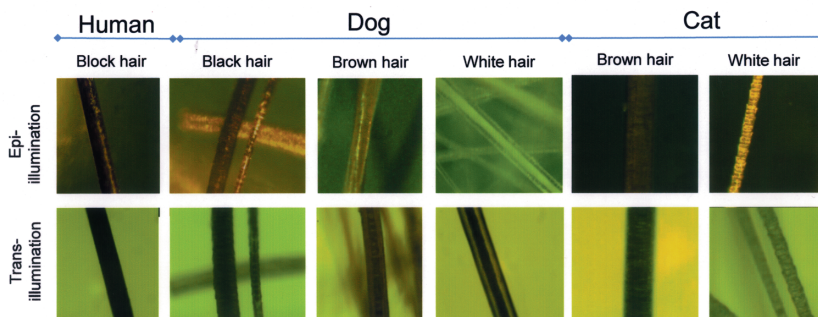 Human Dog Cat
Block hair Black hair Brown hair White hair Brown hair White hair
Epi-
illumination
Trans-
illumination